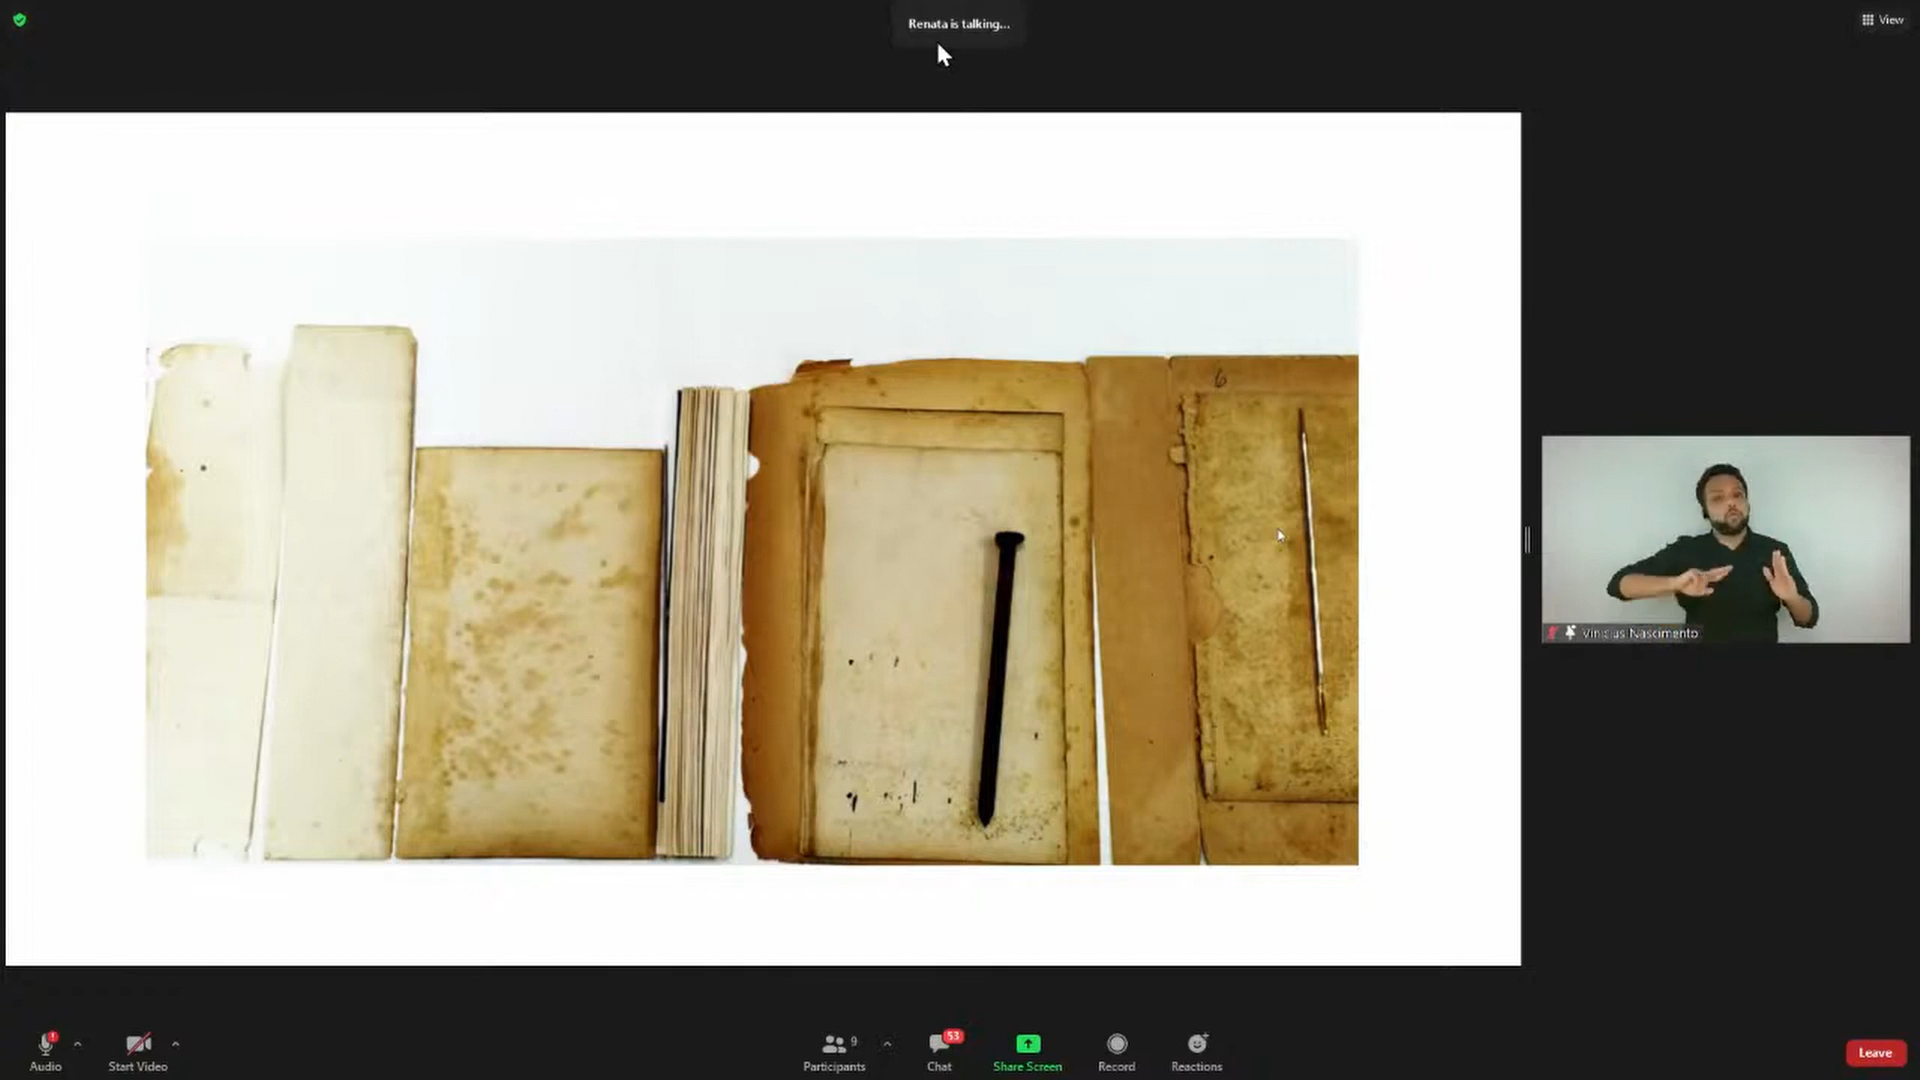 Renata is talking...
View
6
Vinicius Nascimento
9
53
Audio
Start Video
Participants
Chat
Share Screen
Record
Reactions
Leave